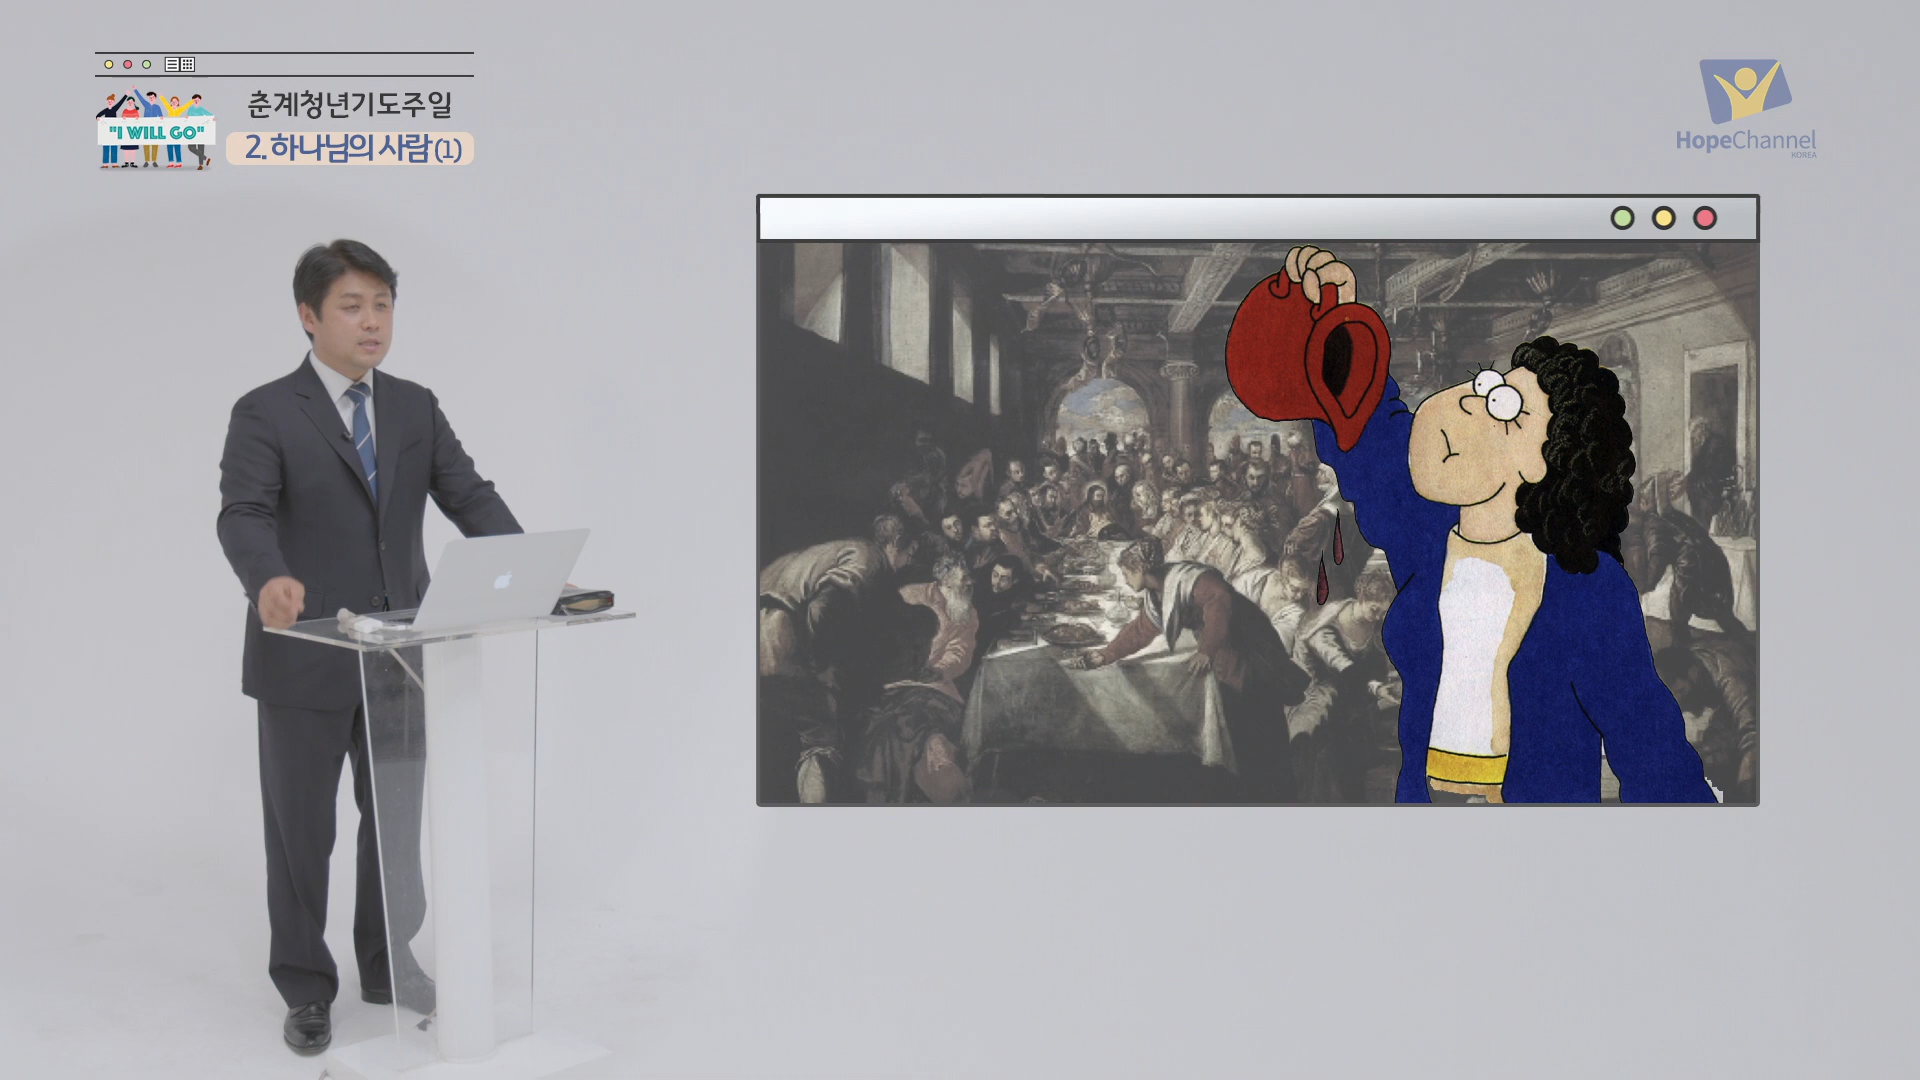 춘계청년기도주일
"I WILL GO"
2. 하나님의 사람 (1)
HopeChannel
KOREA